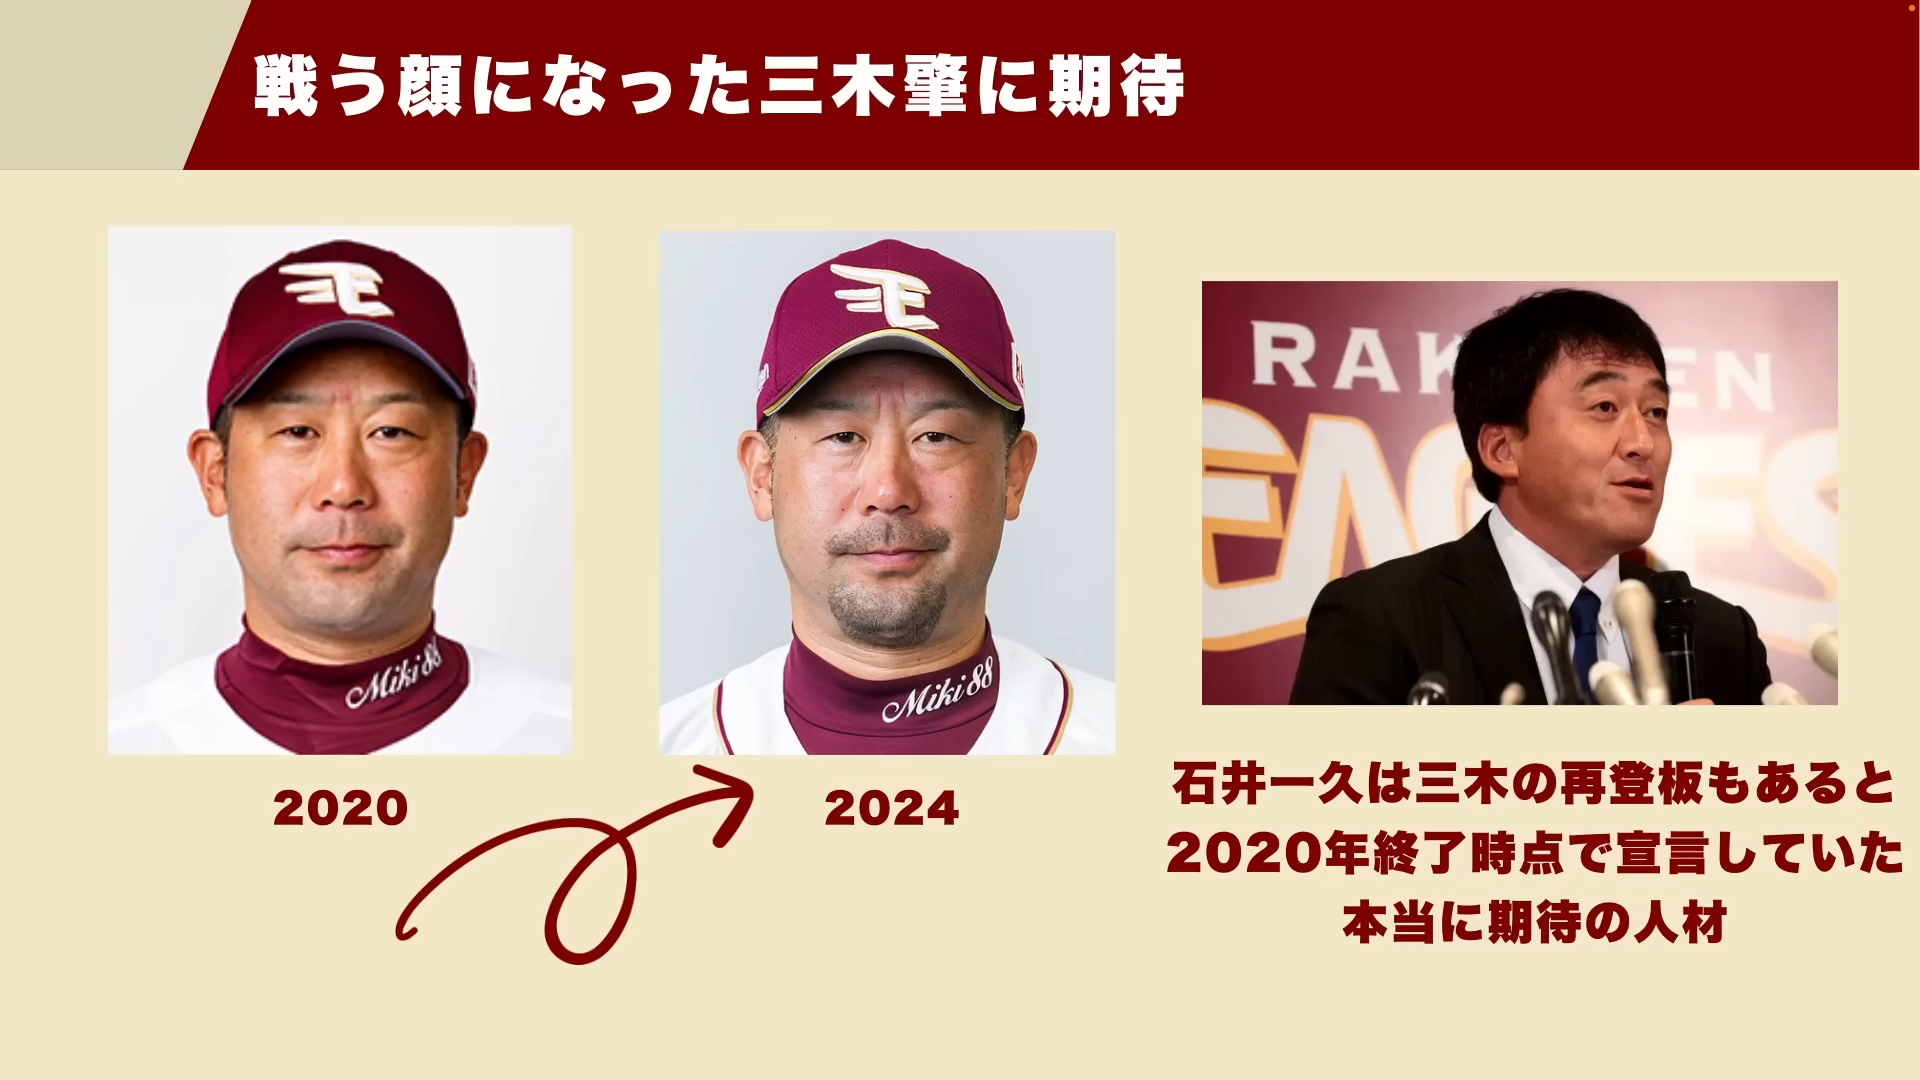 戦う顔になった三木肇に期待
Miki 88
Miki 88
RAK EN
EAGLES
2020
2024
石井一久は三木の再登板もあると
2020年終了時点で宣言していた
本当に期待の人材